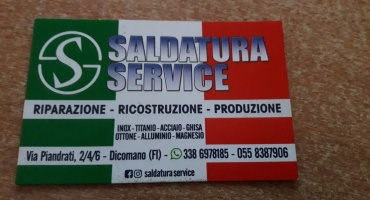 S
SALDATURA
SERVICE
RIPARAZIONE - RICOSTRUZIONE - PRODUZIONE
INOX - TITANIO - ACCIAIO - GHISA
OTTONE - ALLUMINIO - MAGNESIO
Via Piandrati, 2/4/6 - Dicomano (FI) - 338 6978185 - 055 8387906
saldatura service